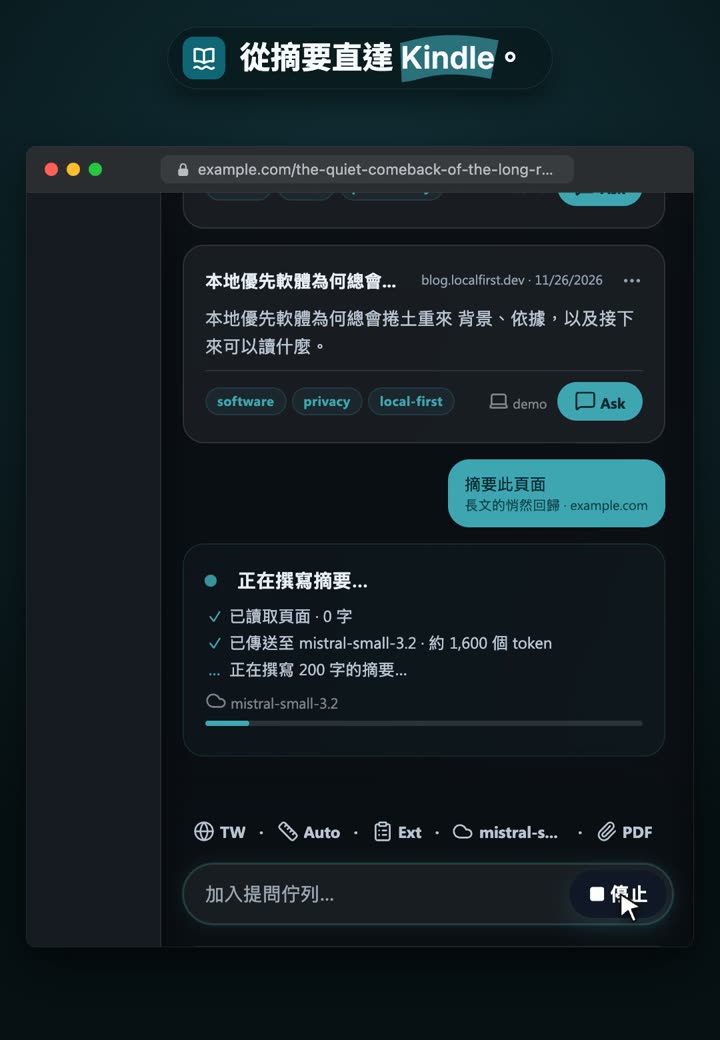 從摘要直達 Kindle。
example.com/the-quiet-comeback-of-the-long-r...
本地優先軟體為何總會... blog.localfirst.dev · 11/26/2026 •••
本地優先軟體為何總會捲土重來 背景、依據，以及接下
來可以讀什麼。
software privacy local-first demo Ask
摘要此頁面
長文的悄然回歸 · example.com
正在撰寫摘要...
✓ 已讀取頁面 · 0 字
✓ 已傳送至 mistral-small-3.2 · 約 1,600 個 token
... 正在撰寫 200 字的摘要...
mistral-small-3.2
TW · Auto · Ext · mistral-s... · PDF
加入提問佇列... 停止